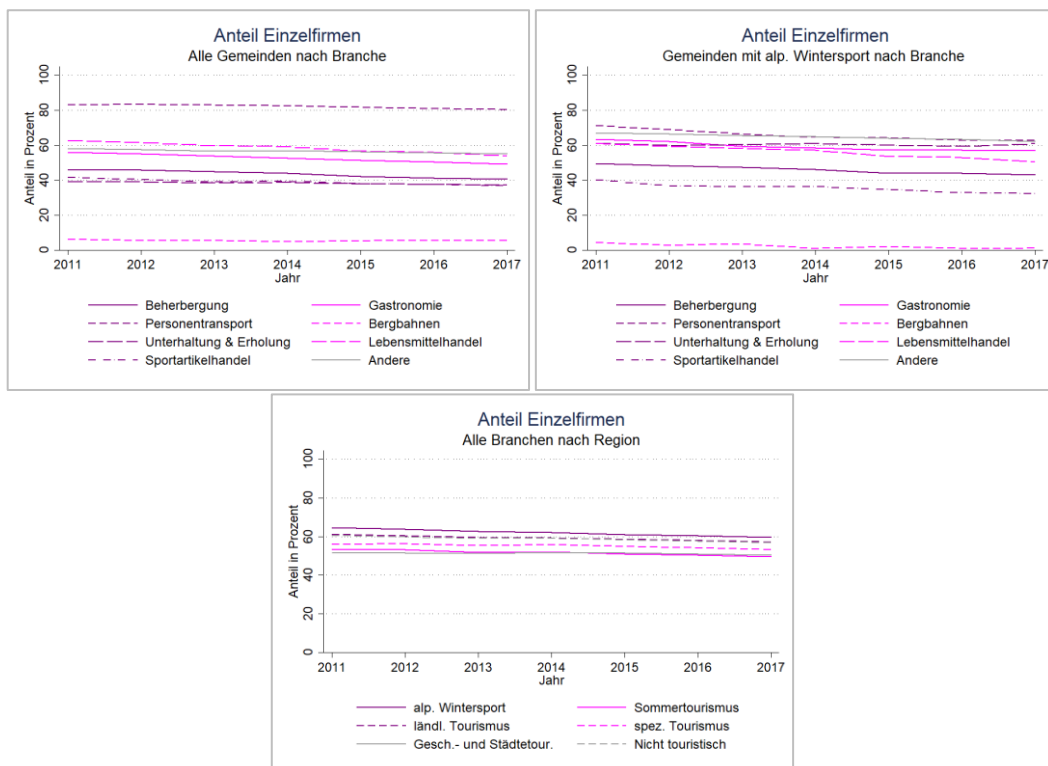 Anteil Einzelfirmen
Alle Gemeinden nach Branche
Anteil in Prozent
100
80
60
40
20
0
2011 2012 2013 2014 2015 2016 2017
Jahr
Beherbergung Gastronomie
Personentransport Bergbahnen
Unterhaltung & Erholung Lebensmittelhandel
Sportartikelhandel Andere
Anteil Einzelfirmen
Gemeinden mit alp. Wintersport nach Branche
Anteil in Prozent
100
80
60
40
20
0
2011 2012 2013 2014 2015 2016 2017
Jahr
Beherbergung Gastronomie
Personentransport Bergbahnen
Unterhaltung & Erholung Lebensmittelhandel
Sportartikelhandel Andere
Anteil Einzelfirmen
Alle Branchen nach Region
Anteil in Prozent
100
80
60
40
20
0
2011 2012 2013 2014 2015 2016 2017
Jahr
alp. Wintersport Sommertourismus
ländl. Tourismus spez. Tourismus
Gesch.- und Städtetour. Nicht touristisch